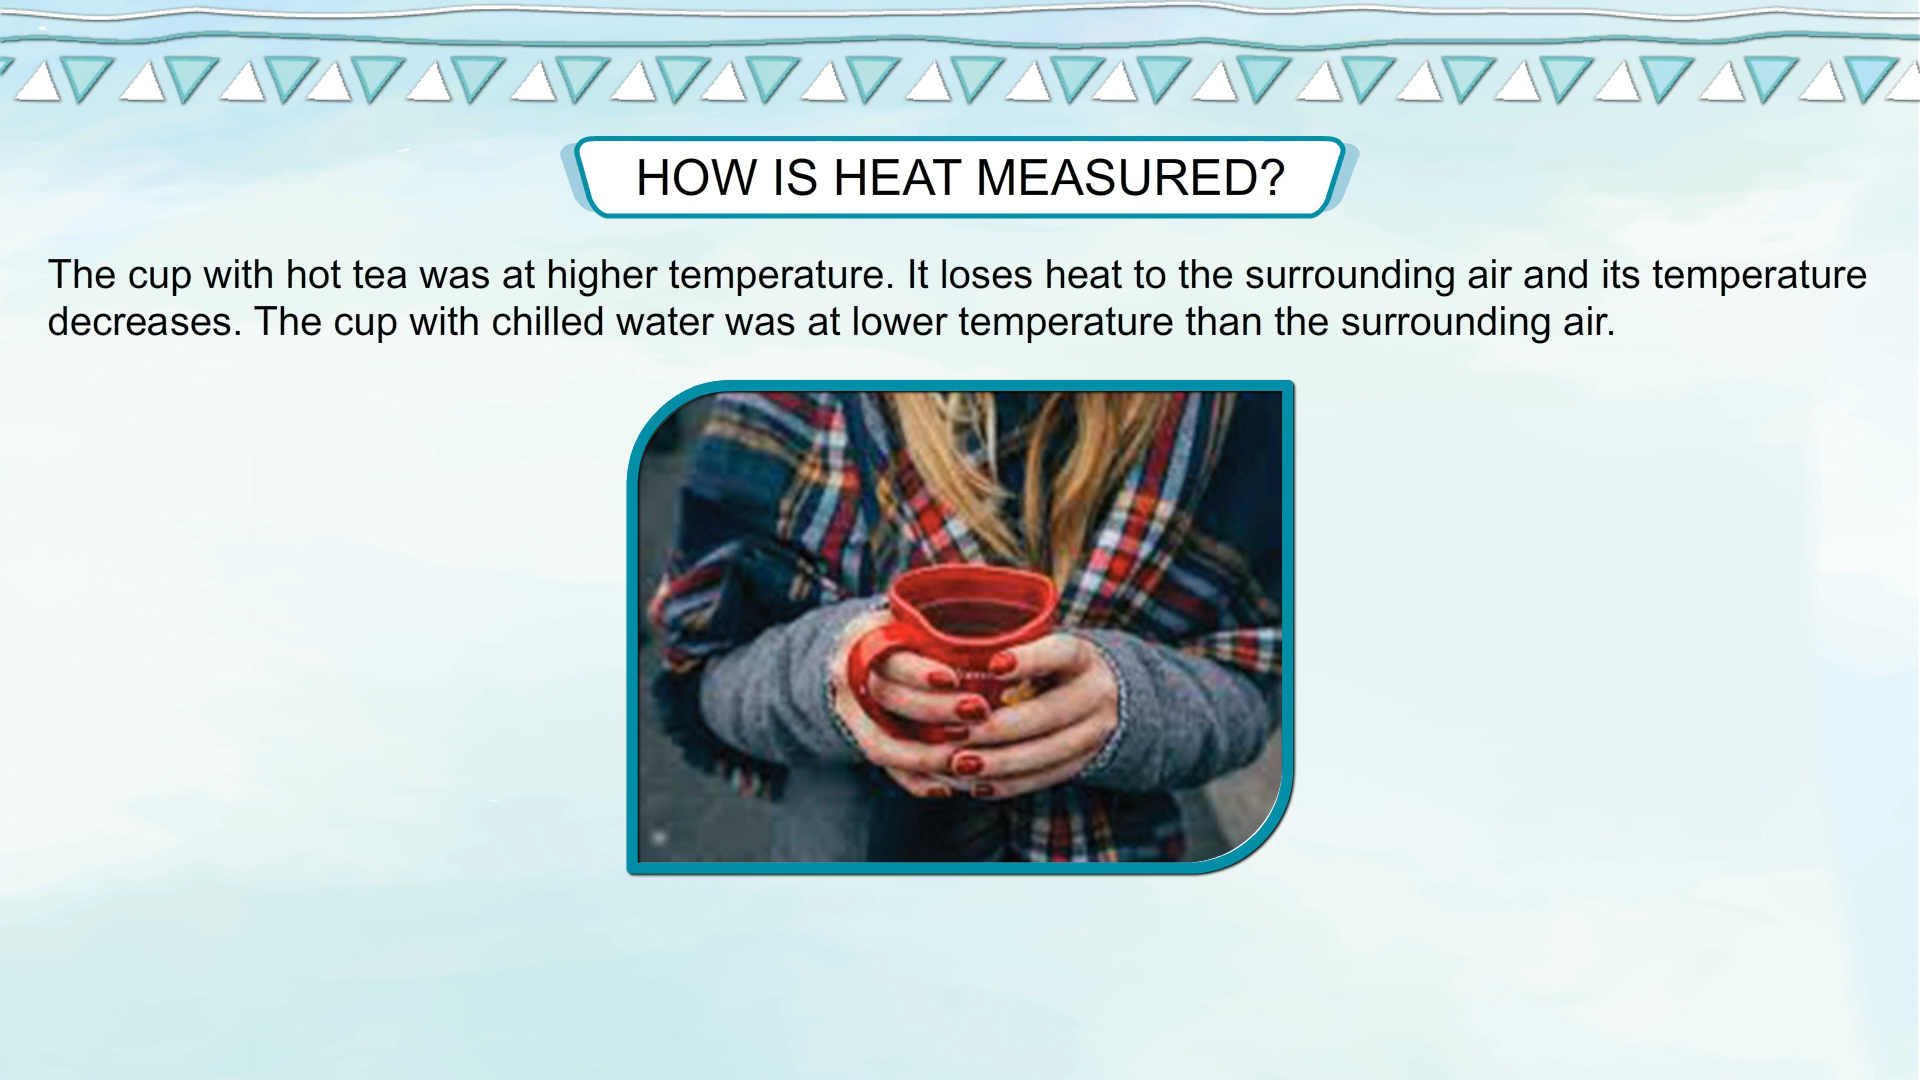 HOW IS HEAT MEASURED?
The cup with hot tea was at higher temperature. It loses heat to the surrounding air and its temperature
decreases. The cup with chilled water was at lower temperature than the surrounding air.